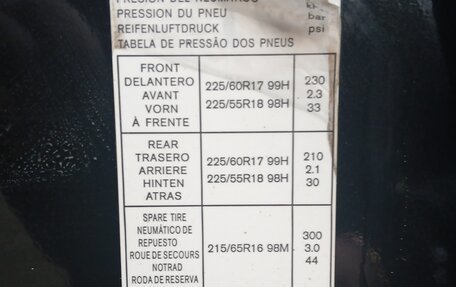 PRESIÓN DEL NEUMÁTICO
PRESSION DU PNEU bar
REIFENLUFTDRUCK psi
TABELA DE PRESSÃO DOS PNEUS
FRONT
DELANTERO
AVANT
VORN
À FRENTE
225/60R17 99H
225/55R18 98H
230
2.3
33
REAR
TRASERO
ARRIERE
HINTEN
ATRAS
225/60R17 99H
225/55R18 98H
210
2.1
30
SPARE TIRE
NEUMÁTICO DE
REPUESTO
ROUE DE SECOURS
NOTRAD
RODA DE RESERVA
215/65R16 98M
300
3.0
44